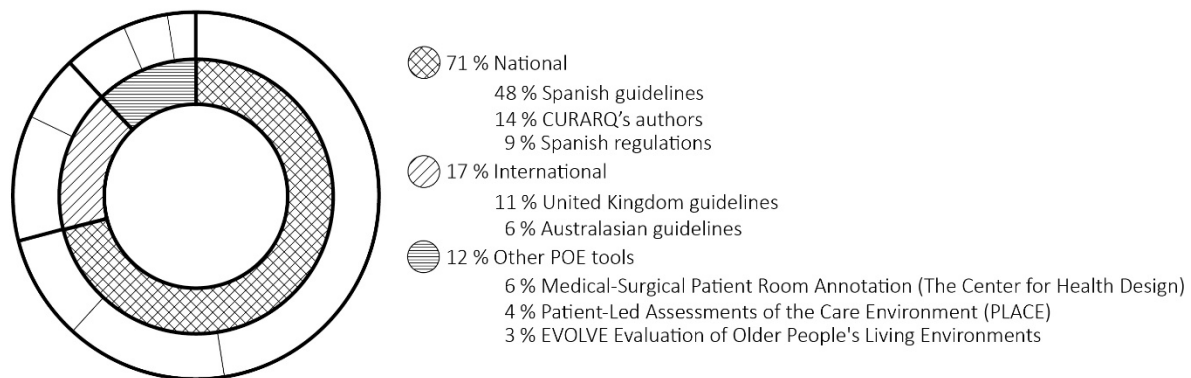 71 % National
48 % Spanish guidelines
14 % CURARQ's authors
9 % Spanish regulations
17 % International
11 % United Kingdom guidelines
6 % Australasian guidelines
12 % Other POE tools
6 % Medical-Surgical Patient Room Annotation (The Center for Health Design)
4 % Patient-Led Assessments of the Care Environment (PLACE)
3 % EVOLVE Evaluation of Older People's Living Environments